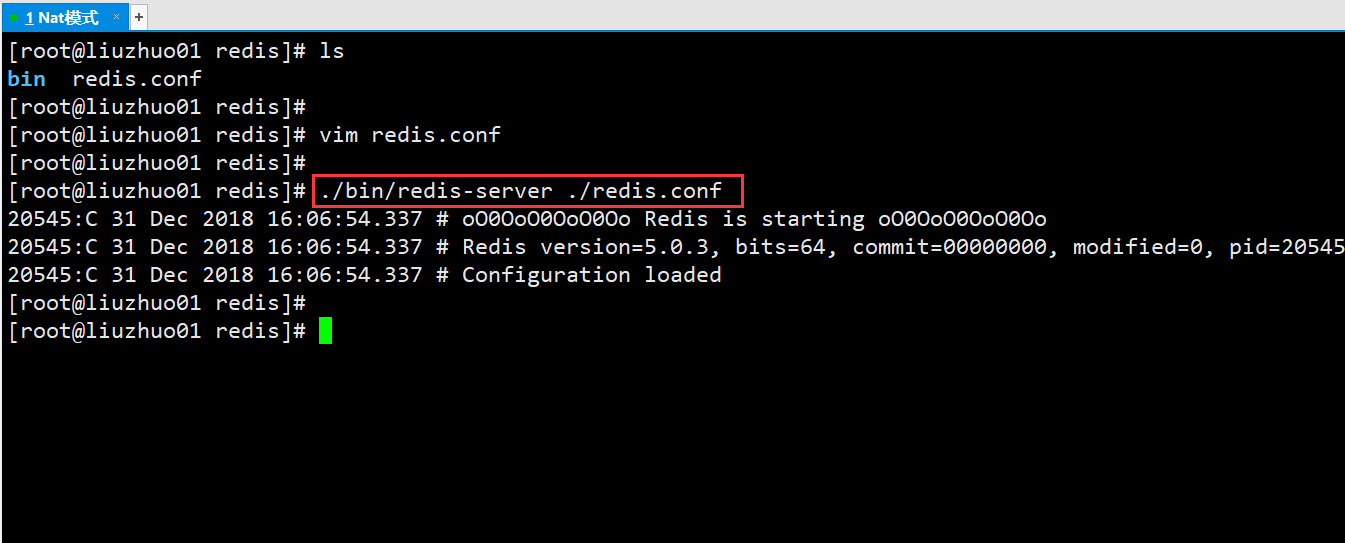 1 Nat模式 × +
[root@liuzhuo01 redis]# ls
bin  redis.conf
[root@liuzhuo01 redis]#
[root@liuzhuo01 redis]# vim redis.conf
[root@liuzhuo01 redis]#
[root@liuzhuo01 redis]# ./bin/redis-server ./redis.conf
20545:C 31 Dec 2018 16:06:54.337 # oO0OoO0OoO0Oo Redis is starting oO0OoO0OoO0Oo
20545:C 31 Dec 2018 16:06:54.337 # Redis version=5.0.3, bits=64, commit=00000000, modified=0, pid=20545
20545:C 31 Dec 2018 16:06:54.337 # Configuration loaded
[root@liuzhuo01 redis]#
[root@liuzhuo01 redis]#